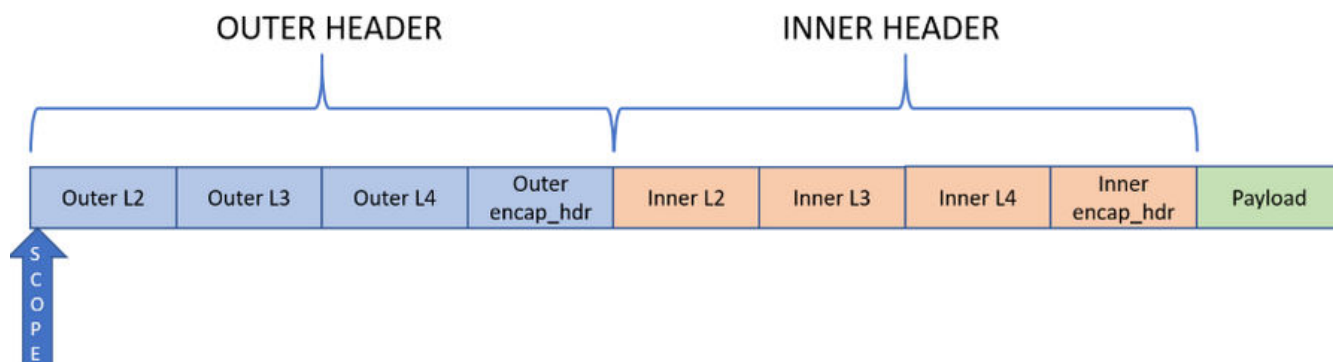 OUTER HEADER
INNER HEADER
Outer L2
Outer L3
Outer L4
Outer
encap_hdr
Inner L2
Inner L3
Inner L4
Inner
encap_hdr
Payload
S
C
O
P
E